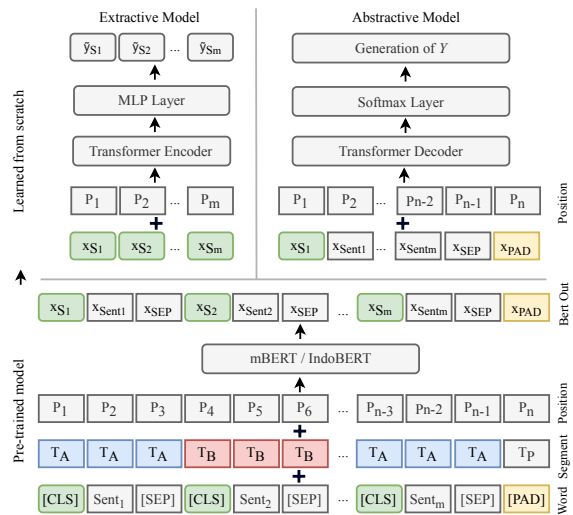 Extractive Model
Abstractive Model
ỹS1 ỹS2 ... ỹSm
Generation of Y
MLP Layer
Softmax Layer
Transformer Encoder
Transformer Decoder
P1 P2 ... Pm
P1 P2 ... Pn-2 Pn-1 Pn
+
+
xS1 xS2 ... xSm
xS1 xSent1 ... xSentm xSEP xPAD
Learned from scratch
Position
xS1 xSent1 xSEP xS2 xSent2 xSEP ... xSm xSentm xSEP xPAD
Bert Out
mBERT / IndoBERT
P1 P2 P3 P4 P5 P6 ... Pn-3 Pn-2 Pn-1 Pn
Position
+
TA TA TA TB TB TB ... TA TA TA TP
Segment
+
[CLS] Sent1 [SEP] [CLS] Sent2 [SEP] ... [CLS] Sentm [SEP] [PAD]
Word
Pre-trained model